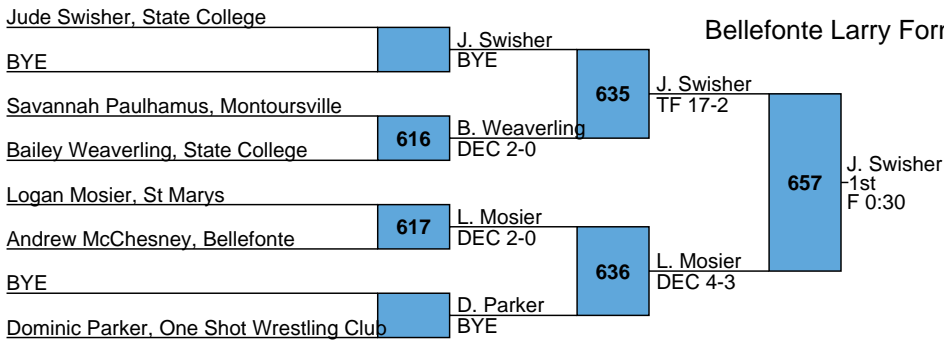 Jude Swisher, State College
Bellefonte Larry
J. Swisher
BYE
BYE
635
J. Swisher
TF 17-2
Savannah Paulhamus, Montoursville
616
B. Weaverling
DEC 2-0
Bailey Weaverling, State College
657
J. Swisher
1st
F 0:30
Logan Mosier, St Marys
617
L. Mosier
DEC 2-0
Andrew McChesney, Bellefonte
636
L. Mosier
DEC 4-3
BYE
D. Parker
BYE
Dominic Parker, One Shot Wrestling Club